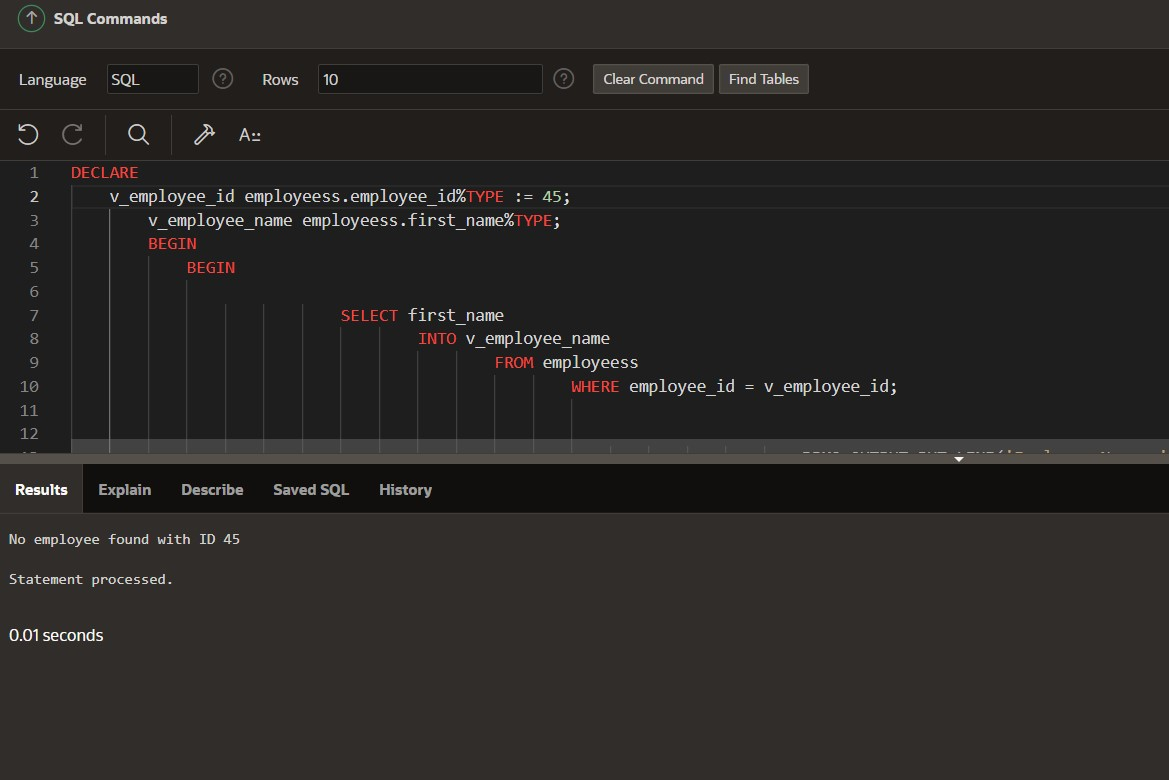 SQL Commands
Language SQL Rows 10 Clear Command Find Tables
A
1 DECLARE
2 v_employee_id employeess.employee_id%TYPE := 45;
3 v_employee_name employeess.first_name%TYPE;
4 BEGIN
5 BEGIN
6
7 SELECT first_name
8 INTO v_employee_name
9 FROM employeess
10 WHERE employee_id = v_employee_id;
11
12
Results Explain Describe Saved SQL History
No employee found with ID 45
Statement processed.
0.01 seconds